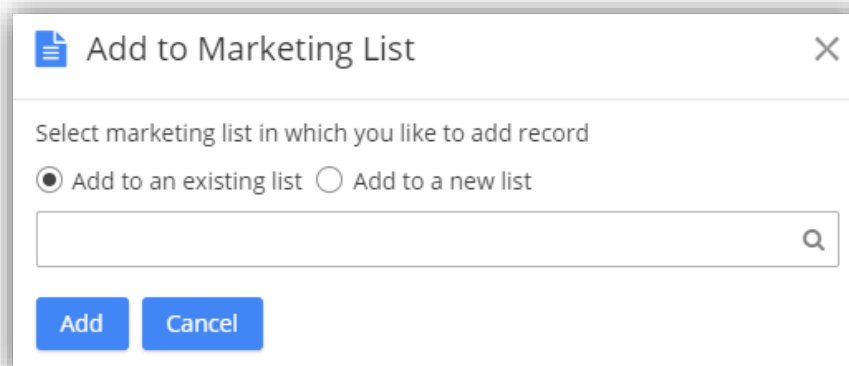 Add to Marketing List
Select marketing list in which you like to add record
Add to an existing list Add to a new list
Add Cancel